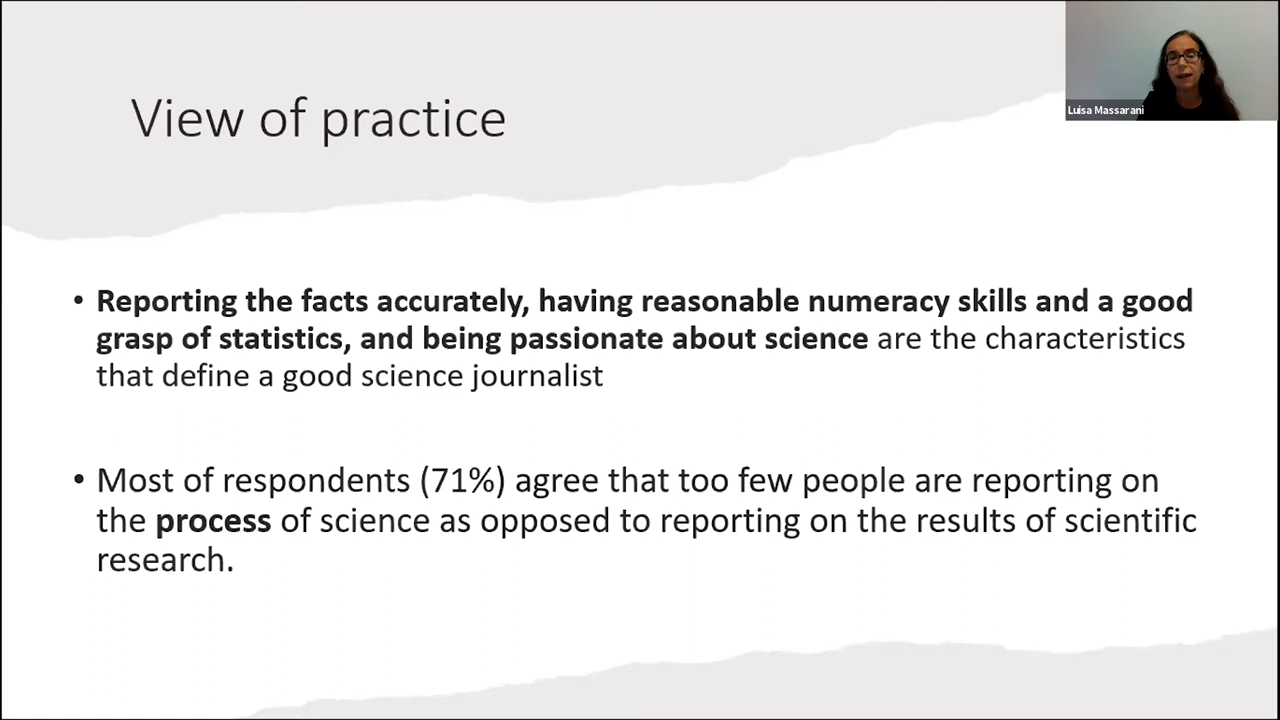 Luisa Massarani
View of practice
• Reporting the facts accurately, having reasonable numeracy skills and a good
grasp of statistics, and being passionate about science are the characteristics
that define a good science journalist
• Most of respondents (71%) agree that too few people are reporting on
the process of science as opposed to reporting on the results of scientific
research.